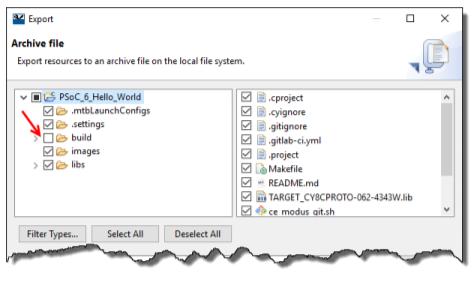 Export
Archive file
Export resources to an archive file on the local file system.
PSoC_6_Hello_World
.mtbLaunchConfigs
.settings
build
images
libs
.cproject
.cyignore
.gitignore
.gitlab-ci.yml
.project
Makefile
README.md
TARGET_CY8CPROTO-062-4343W.lib
ce_modus_git.sh
Filter Types...
Select All
Deselect All